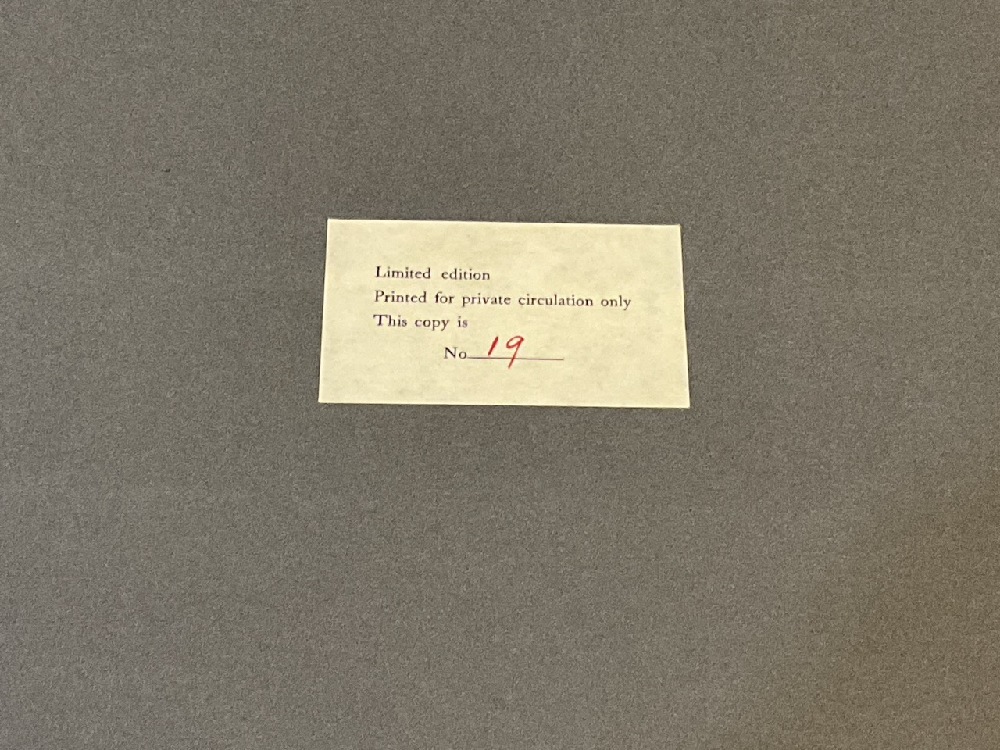 Limited edition
Printed for private circulation only
This copy is
No 19